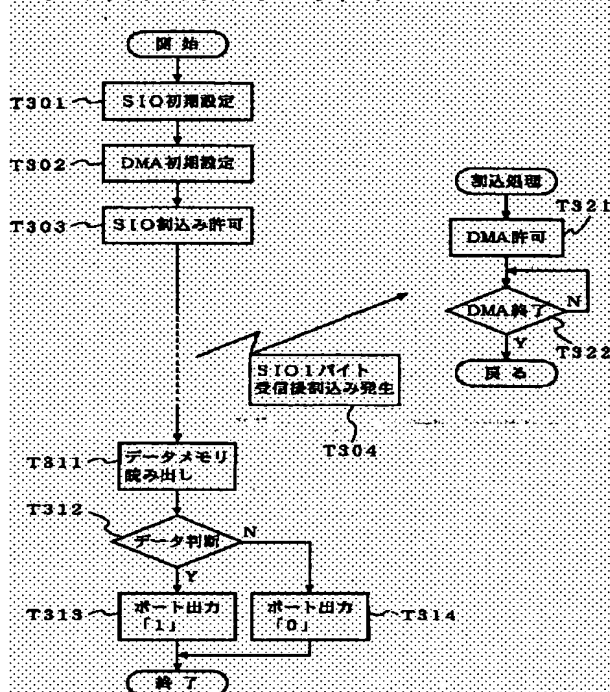 開始
T301
SIO初期設定
T302
DMA初期設定
T303
SIO割込み許可
割込処理
T321
DMA許可
DMA終了
N
Y
T322
戻る
SIO1バイト
受信後割込み発生
T304
T311
データメモリ
読み出し
T312
データ判断
N
Y
T313
ポート出力
「1」
ポート出力
「0」
T314
終了